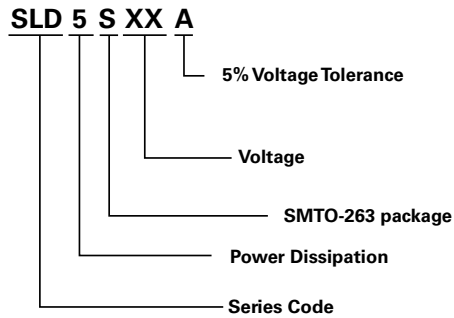 SLD 5 S XX A
5% Voltage Tolerance
Voltage
SMTO-263 package
Power Dissipation
Series Code